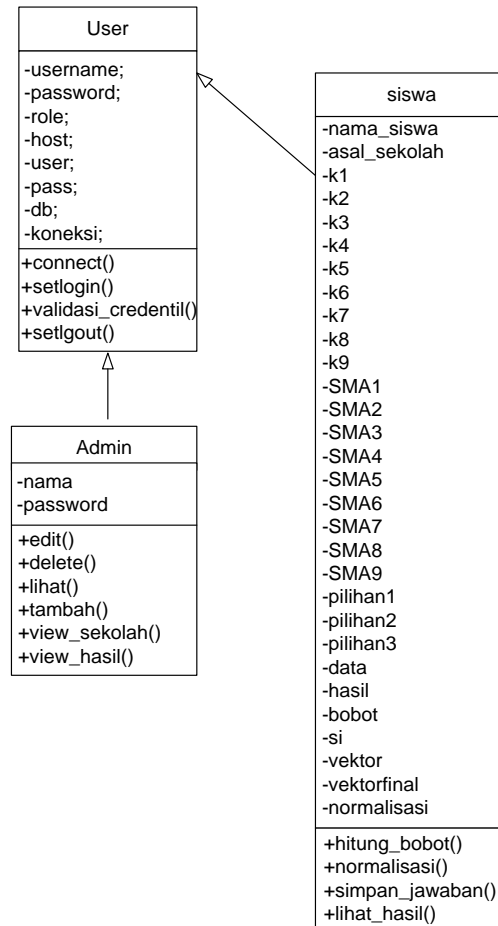 User
-username;
-password;
-role;
-host;
-user;
-pass;
-db;
-koneksi;
+connect()
+setlogin()
+validasi_credentil()
+setlgout()
Admin
-nama
-password
+edit()
+delete()
+lihat()
+tambah()
+view_sekolah()
+view_hasil()
siswa
-nama_siswa
-asal_sekolah
-k1
-k2
-k3
-k4
-k5
-k6
-k7
-k8
-k9
-SMA1
-SMA2
-SMA3
-SMA4
-SMA5
-SMA6
-SMA7
-SMA8
-SMA9
-pilihan1
-pilihan2
-pilihan3
-data
-hasil
-bobot
-si
-vektor
-vektorfinal
-normalisasi
+hitung_bobot()
+normalisasi()
+simpan_jawaban()
+lihat_hasil()